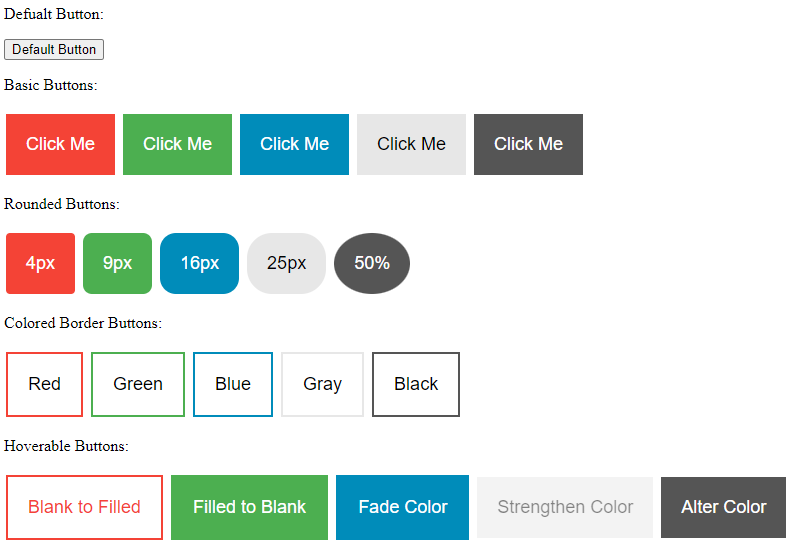 Defualt Button:
Default Button
Basic Buttons:
Click Me Click Me Click Me Click Me Click Me
Rounded Buttons:
4px 9px 16px 25px 50%
Colored Border Buttons:
Red Green Blue Gray Black
Hoverable Buttons:
Blank to Filled Filled to Blank Fade Color Strengthen Color Alter Color